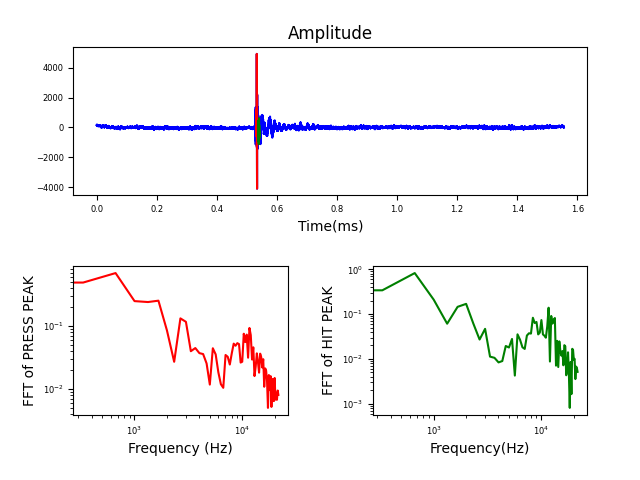 Amplitude
4000
2000
0
−2000
−4000
0.0 0.2 0.4 0.6 0.8 1.0 1.2 1.4 1.6
Time(ms)
FFT of PRESS PEAK
10⁻¹
10⁻²
10³ 10⁴
Frequency (Hz)
FFT of HIT PEAK
10⁰
10⁻¹
10⁻²
10⁻³
10³ 10⁴
Frequency(Hz)